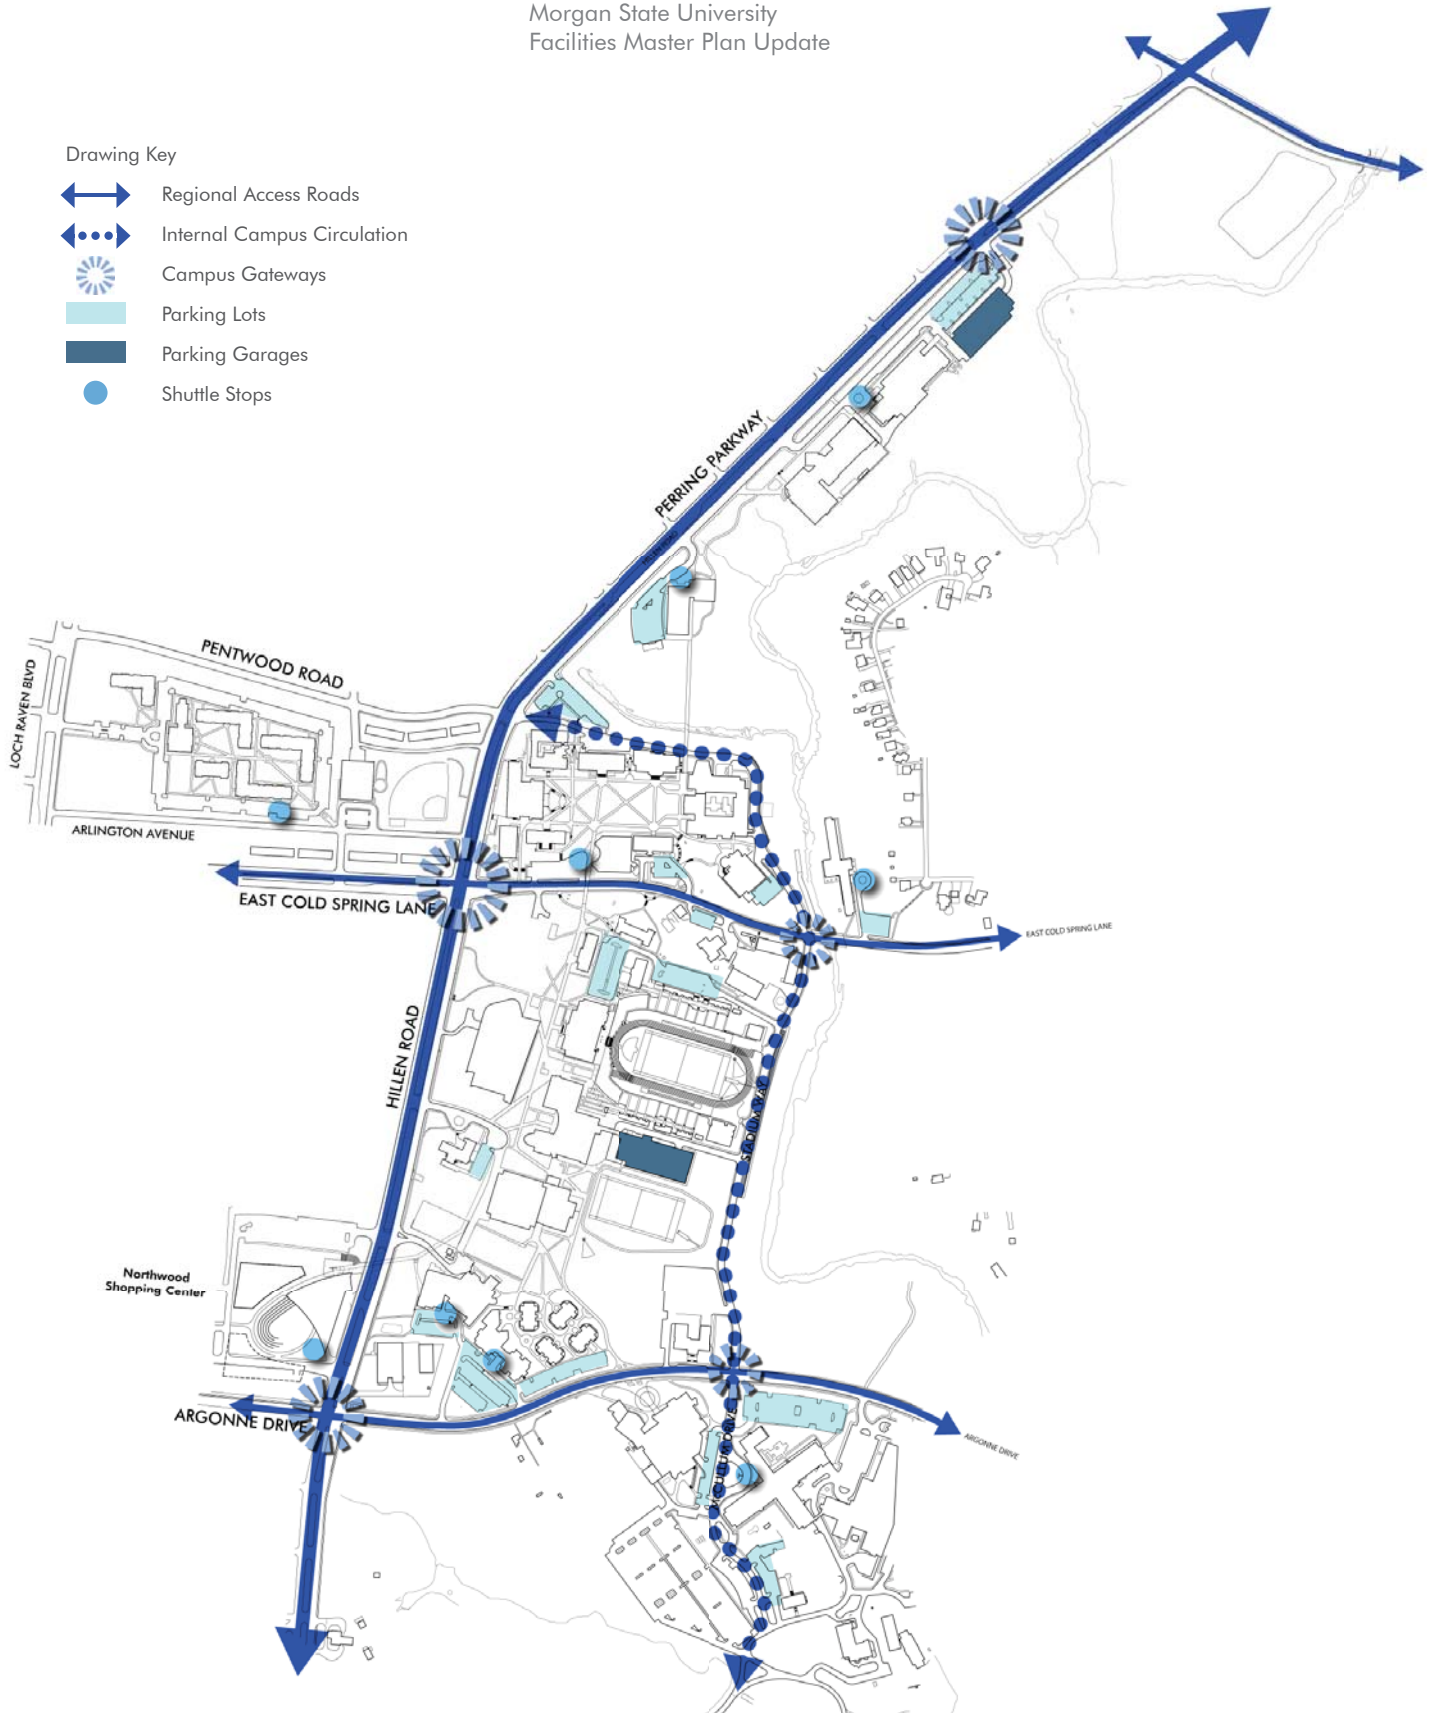 Morgan State University
Facilities Master Plan Update
Drawing Key
Regional Access Roads
Internal Campus Circulation
Campus Gateways
Parking Lots
Parking Garages
Shuttle Stops
PERRING PARKWAY
HILLEN ROAD
PENTWOOD ROAD
LOCH RAVEN BLVD
ARLINGTON AVENUE
EAST COLD SPRING LANE
EAST COLD SPRING LANE
HILLEN ROAD
STADIUM WAY
Northwood
Shopping Center
ARGONNE DRIVE
ARGONNE DRIVE